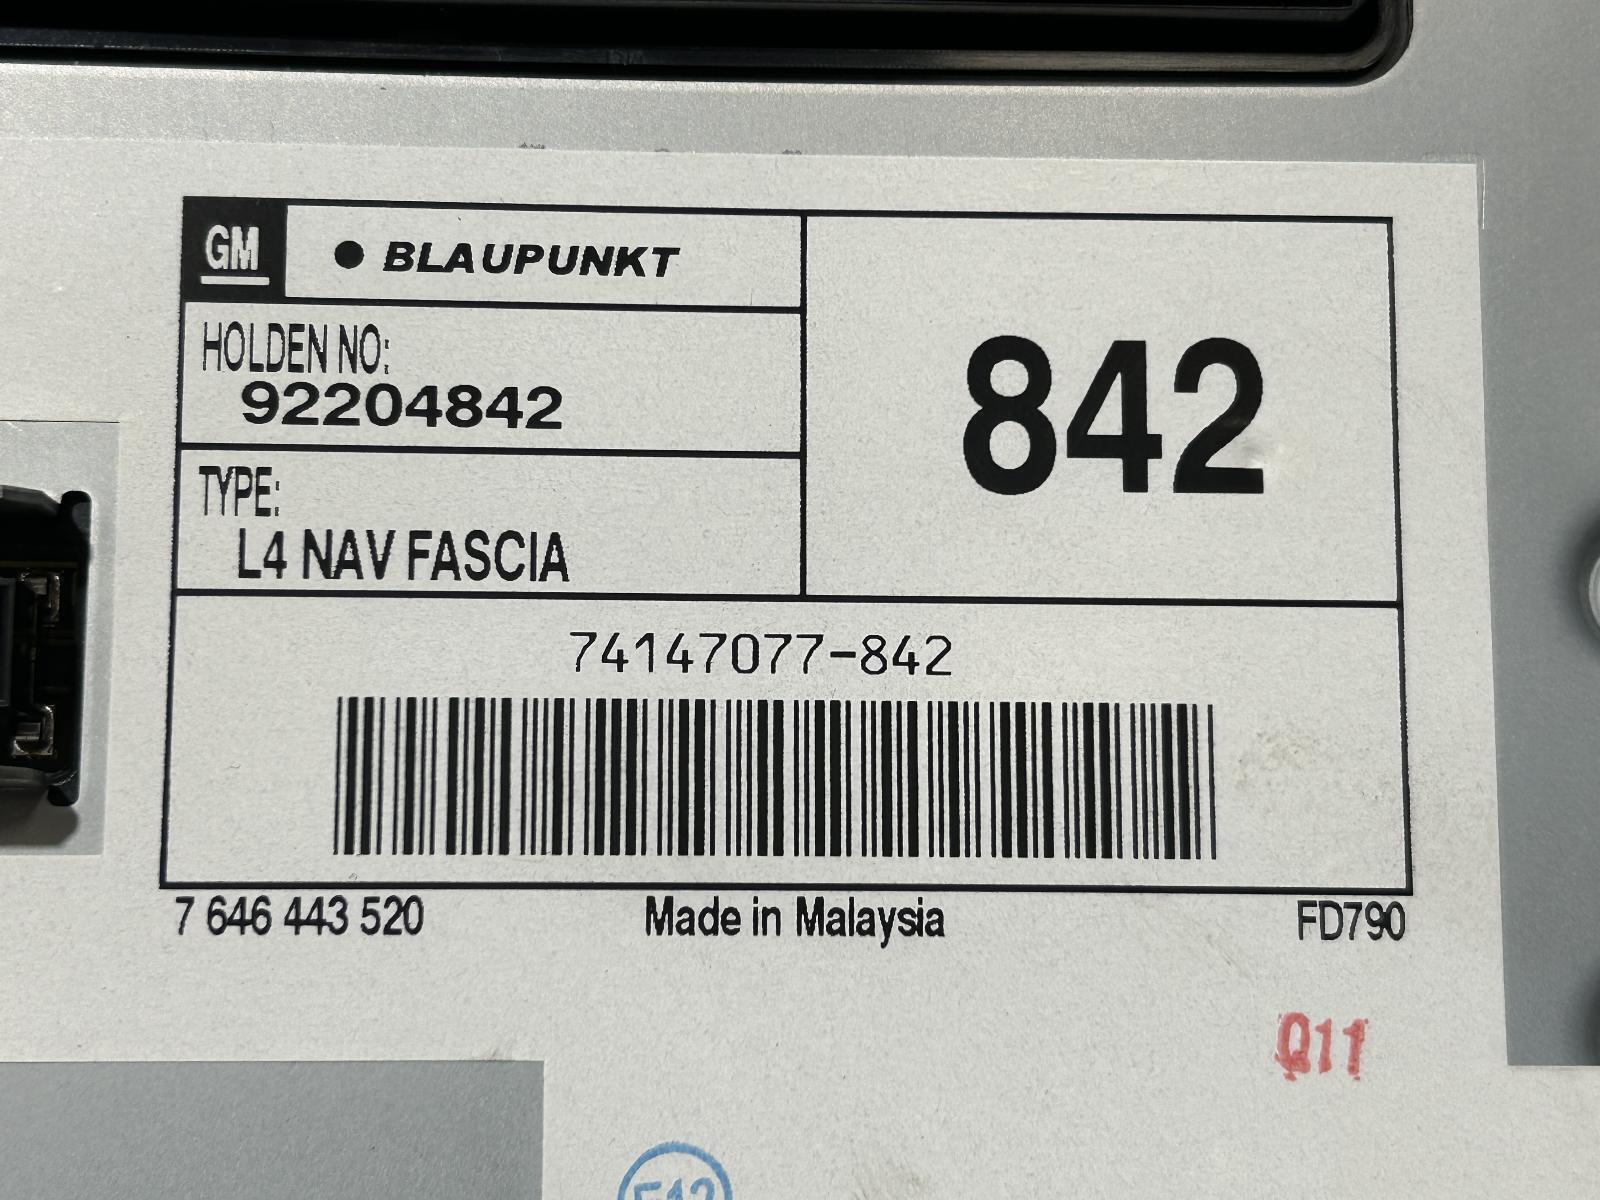 GM
BLAUPUNKT
842
HOLDEN NO:
92204842
TYPE:
L4 NAV FASCIA
74147077-842
7 646 443 520
Made in Malaysia
FD790
Q11